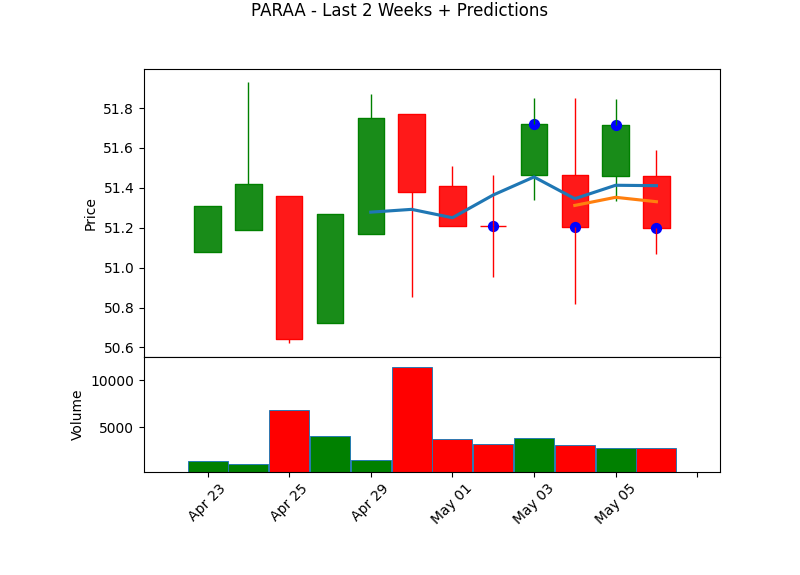 PARAA - Last 2 Weeks + Predictions
Price
51.8
51.6
51.4
51.2
51.0
50.8
50.6
Volume
10000
5000
Apr 23
Apr 25
Apr 29
May 01
May 03
May 05